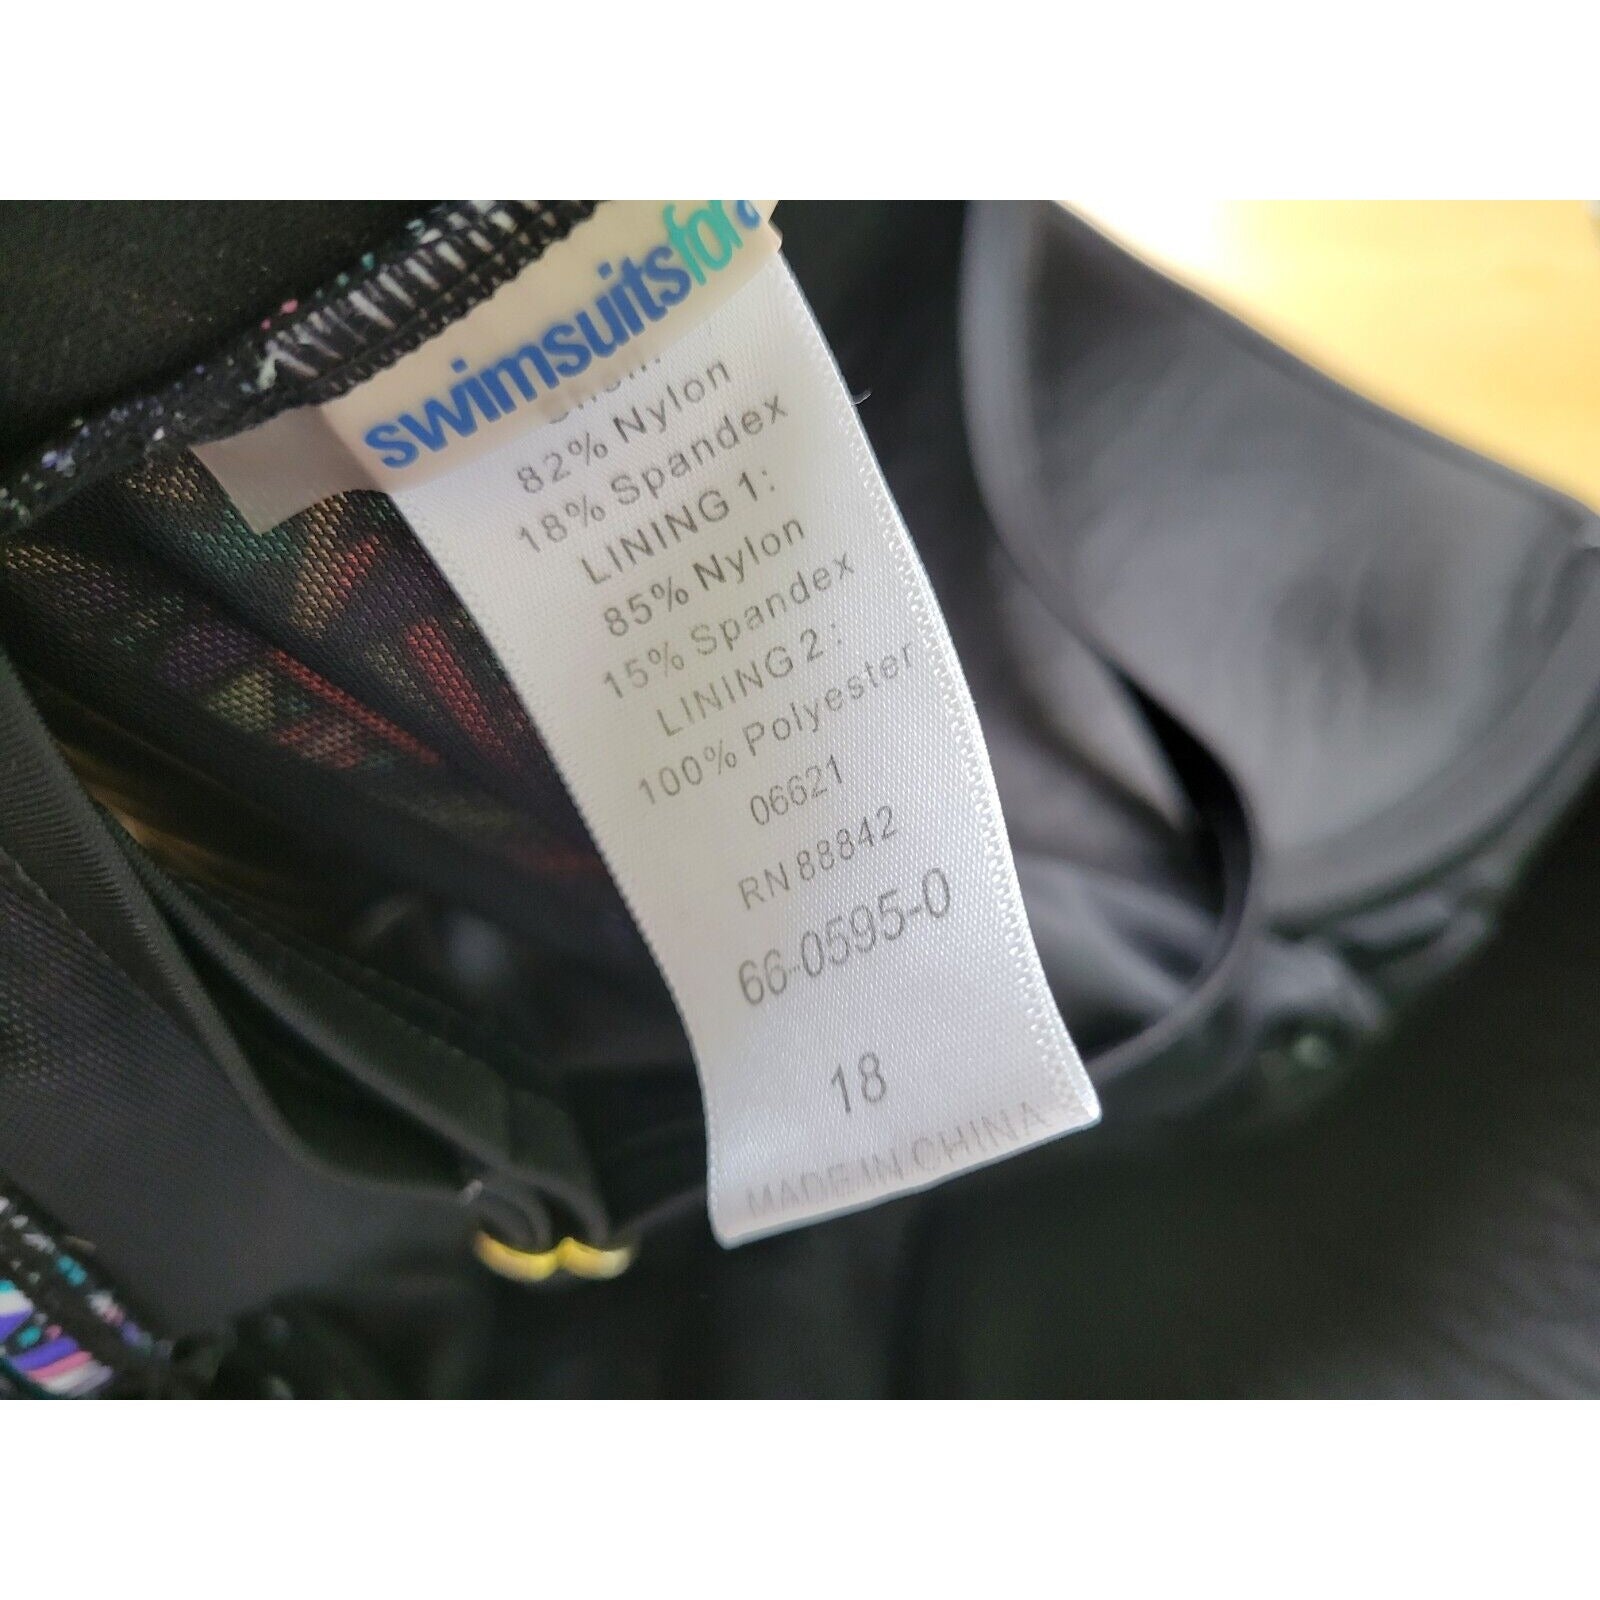 swimsuitsfor
82% Nylon
18% Spandex
LINING 1:
85% Nylon
15% Spandex
LINING 2 :
100% Polyester
06621
RN 88842
66-0595-0
18
MADE IN CHINA